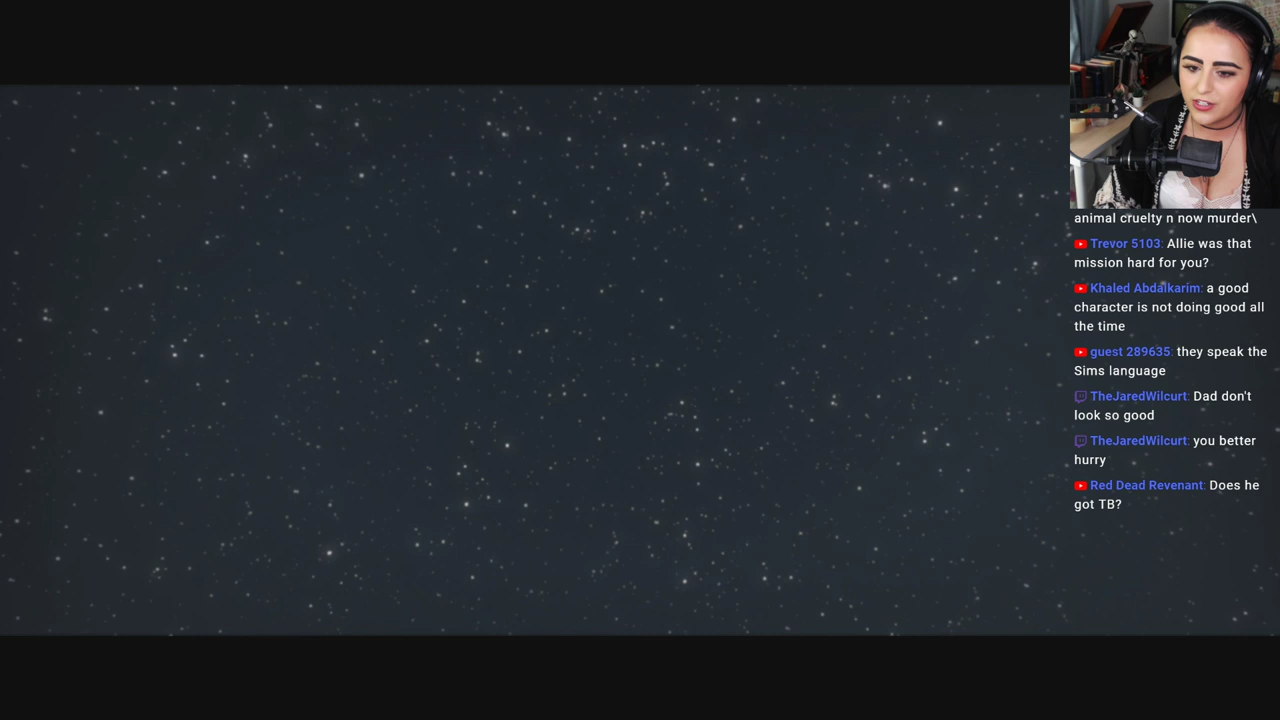 animal cruelty n now murder\
Trevor 5103: Allie was that
mission hard for you?
Khaled Abdalkarim: a good
character is not doing good all
the time
guest 289635: they speak the
Sims language
TheJaredWilcurt: Dad don't
look so good
TheJaredWilcurt: you better
hurry
Red Dead Revenant: Does he
got TB?